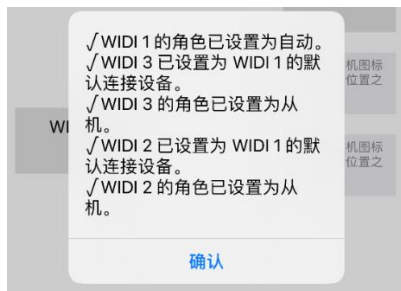 √WIDI 1的角色已设置为自动。
√WIDI 3 已设置为 WIDI 1的默
认连接设备。
√WIDI 3 的角色已设置为从
机。
√WIDI 2 已设置为 WIDI 1的默
认连接设备。
√WIDI 2 的角色已设置为从
机。
确认
WI
机图标
位置之
机图标
位置之